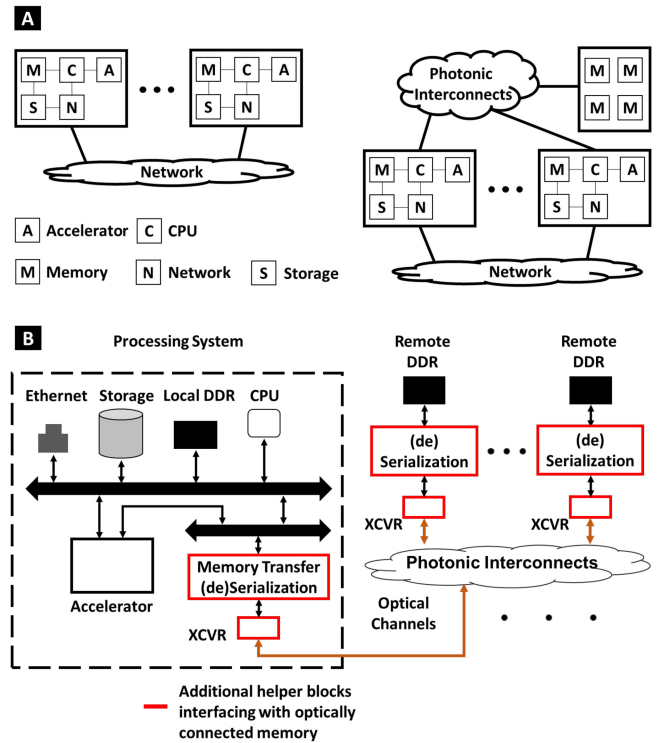 A
M C A
S N
M C A
S N
Network
A Accelerator
C CPU
M Memory
N Network
S Storage
Photonic
Interconnects
M M
M M
M C A
S N
M C A
S N
Network
B
Processing System
Ethernet
Storage
Local DDR
CPU
Accelerator
Memory Transfer
(de)Serialization
XCVR
Remote
DDR
Remote
DDR
(de)
Serialization
(de)
Serialization
XCVR
XCVR
Photonic Interconnects
Optical
Channels
Additional helper blocks
interfacing with optically
connected memory